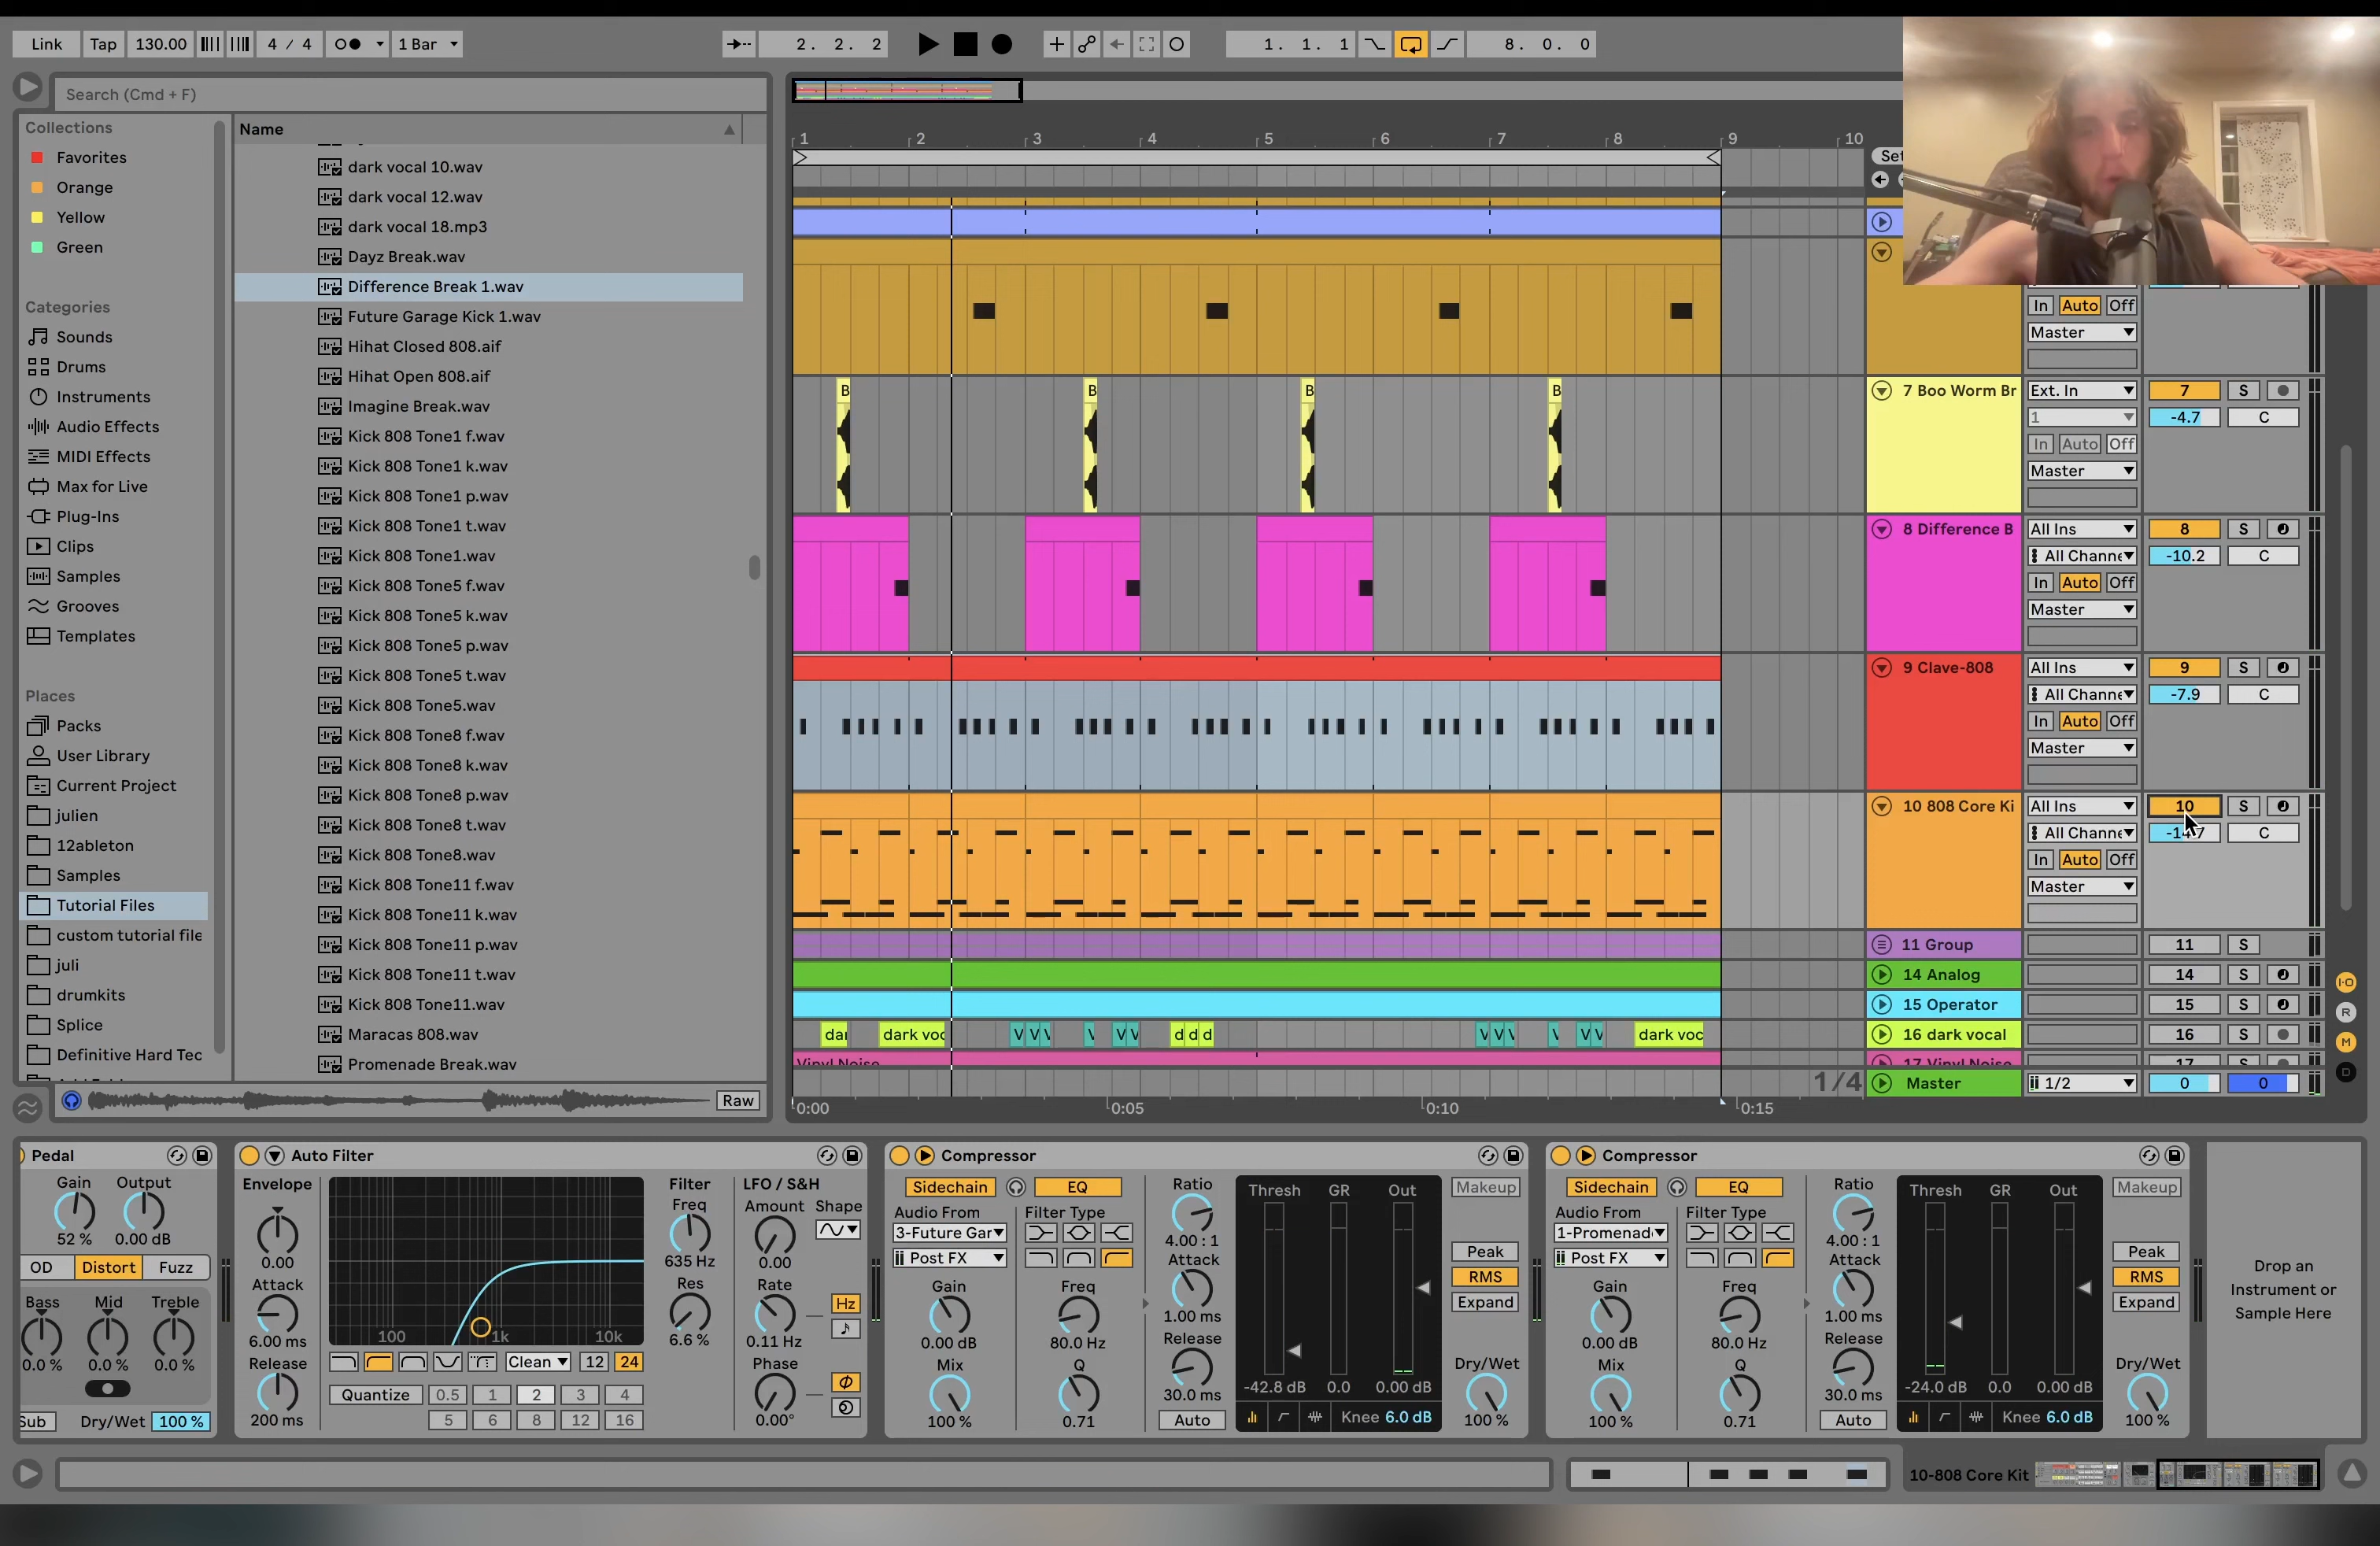 Link Tap 130.00 4 / 4 1 Bar 2. 2. 2 1. 1. 1 8. 0. 0
Search (Cmd + F)
Collections
Favorites
Orange
Yellow
Green
Categories
Sounds
Drums
Instruments
Audio Effects
MIDI Effects
Max for Live
Plug-Ins
Clips
Samples
Grooves
Templates
Places
Packs
User Library
Current Project
julien
12ableton
Samples
Tutorial Files
custom tutorial file
juli
drumkits
Splice
Definitive Hard Tec
Name
dark vocal 10.wav
dark vocal 12.wav
dark vocal 18.mp3
Dayz Break.wav
Difference Break 1.wav
Future Garage Kick 1.wav
Hihat Closed 808.aif
Hihat Open 808.aif
Imagine Break.wav
Kick 808 Tone1 f.wav
Kick 808 Tone1 k.wav
Kick 808 Tone1 p.wav
Kick 808 Tone1 t.wav
Kick 808 Tone1.wav
Kick 808 Tone5 f.wav
Kick 808 Tone5 k.wav
Kick 808 Tone5 p.wav
Kick 808 Tone5 t.wav
Kick 808 Tone5.wav
Kick 808 Tone8 f.wav
Kick 808 Tone8 k.wav
Kick 808 Tone8 p.wav
Kick 808 Tone8 t.wav
Kick 808 Tone8.wav
Kick 808 Tone11 f.wav
Kick 808 Tone11 k.wav
Kick 808 Tone11 p.wav
Kick 808 Tone11 t.wav
Kick 808 Tone11.wav
Maracas 808.wav
Promenade Break.wav
Raw
1 2 3 4 5 6 7 8 9 10
Set
In Auto Off
Master
B B B B
7 Boo Worm Br Ext. In 7 S
1 -4.7 C
In Auto Off
Master
8 Difference B All Ins 8 S
All Channe -10.2 C
In Auto Off
Master
9 Clave-808 All Ins 9 S
All Channe -7.9 C
In Auto Off
Master
10 808 Core Ki All Ins 10 S
All Channe C
In Auto Off
Master
11 Group 11 S
14 Analog 14 S
15 Operator 15 S
dar dark voc V V V V V V d d d V V V V V V dark voc 16 dark vocal 16 S
Vinyl Noise 17 Vinyl Noise 17 S
1/4 Master 1/2 0 0
0:00 0:05 0:10 0:15
I·O
R
M
D
Pedal
Gain Output
52 % 0.00 dB
OD Distort Fuzz
Bass Mid Treble
0.0 % 0.0 % 0.0 %
Sub Dry/Wet 100 %
Auto Filter
Envelope
0.00
Attack
6.00 ms
Release
200 ms
100 1k 10k
Clean 12 24
Quantize 0.5 1 2 3 4
5 6 8 12 16
Filter
Freq
635 Hz
Res
6.6 %
LFO / S&H
Amount Shape
0.00
Rate
Hz
0.11 Hz
Phase
0.00°
Compressor
Sidechain EQ
Audio From Filter Type
3-Future Gar
Post FX
Gain Freq
0.00 dB 80.0 Hz
Mix Q
100 % 0.71
Ratio
4.00 : 1
Attack
1.00 ms
Release
30.0 ms
Auto
Thresh GR Out
-42.8 dB 0.0 0.00 dB
Knee 6.0 dB
Makeup
Peak
RMS
Expand
Dry/Wet
100 %
Compressor
Sidechain EQ
Audio From Filter Type
1-Promenad
Post FX
Gain Freq
0.00 dB 80.0 Hz
Mix Q
100 % 0.71
Ratio
4.00 : 1
Attack
1.00 ms
Release
30.0 ms
Auto
Thresh GR Out
-24.0 dB 0.0 0.00 dB
Knee 6.0 dB
Makeup
Peak
RMS
Expand
Dry/Wet
100 %
Drop an
Instrument or
Sample Here
10-808 Core Kit